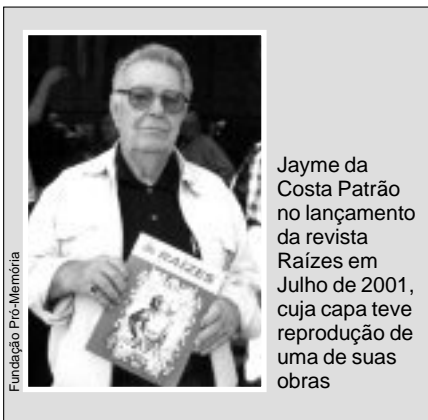 Jayme da
Costa Patrão
no lançamento
da revista
Raízes em
Julho de 2001,
cuja capa teve
reprodução de
uma de suas
obras
Fundação Pró-Memória
RAÍZES